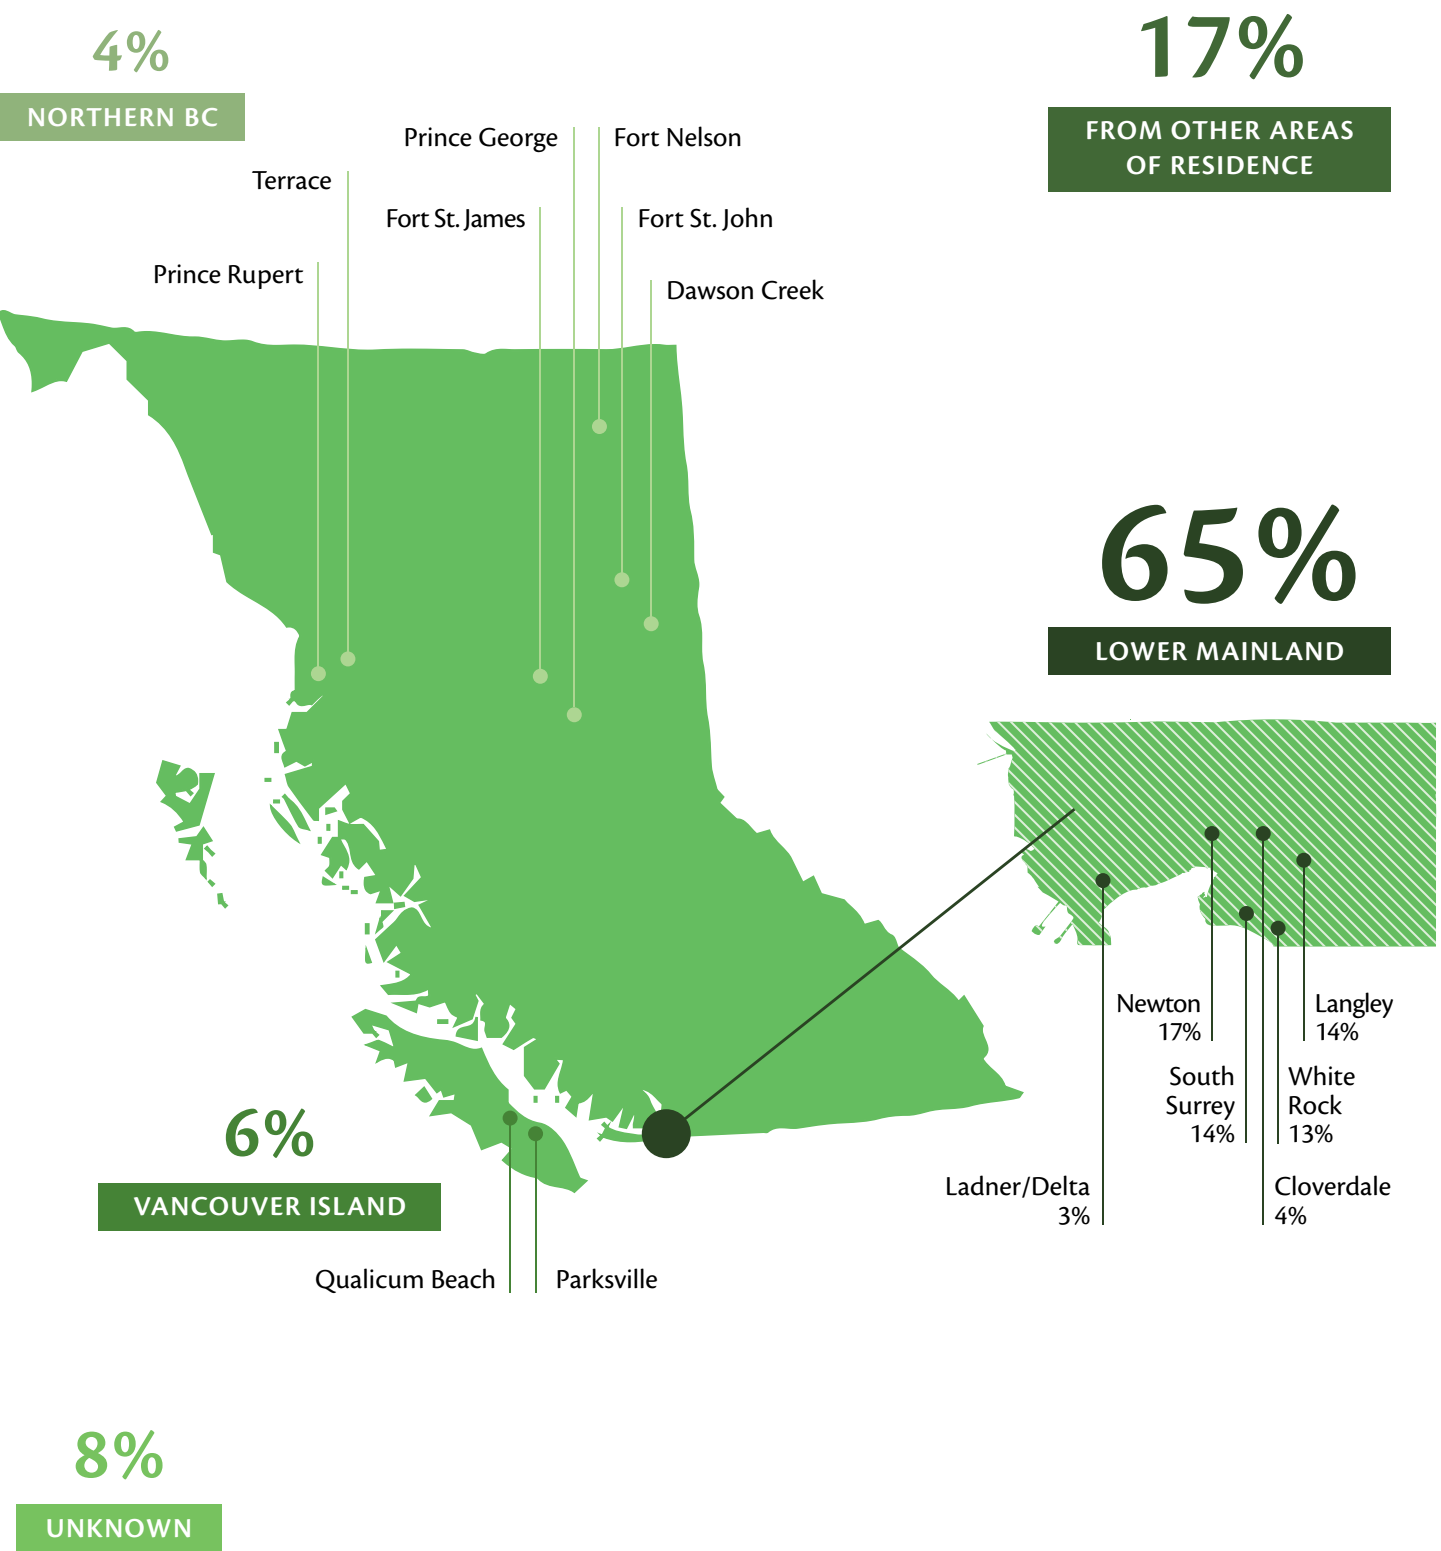 4%
NORTHERN BC
17%
FROM OTHER AREAS
OF RESIDENCE
Prince George
Fort Nelson
Terrace
Fort St. James
Fort St. John
Prince Rupert
Dawson Creek
65%
LOWER MAINLAND
Newton
17%
Langley
14%
South
Surrey
14%
White
Rock
13%
Ladner/Delta
3%
Cloverdale
4%
6%
VANCOUVER ISLAND
Qualicum Beach
Parksville
8%
UNKNOWN